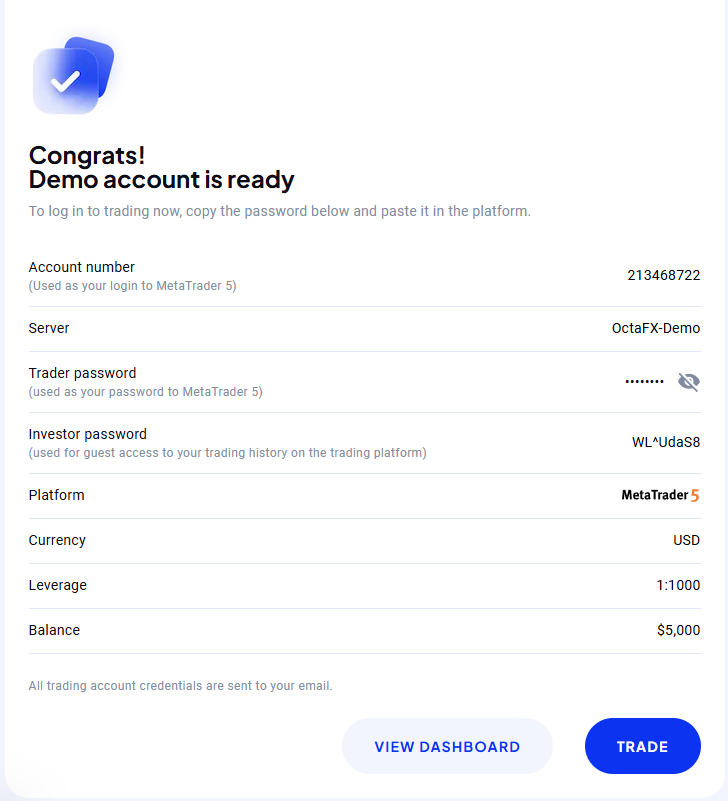 Congrats!
Demo account is ready
To log in to trading now, copy the password below and paste it in the platform.
Account number
(Used as your login to MetaTrader 5)
213468722
Server
OctaFX-Demo
Trader password
(used as your password to MetaTrader 5)
••••••••
Investor password
(used for guest access to your trading history on the trading platform)
WL^UdaS8
Platform
MetaTrader 5
Currency
USD
Leverage
1:1000
Balance
$5,000
All trading account credentials are sent to your email.
VIEW DASHBOARD
TRADE